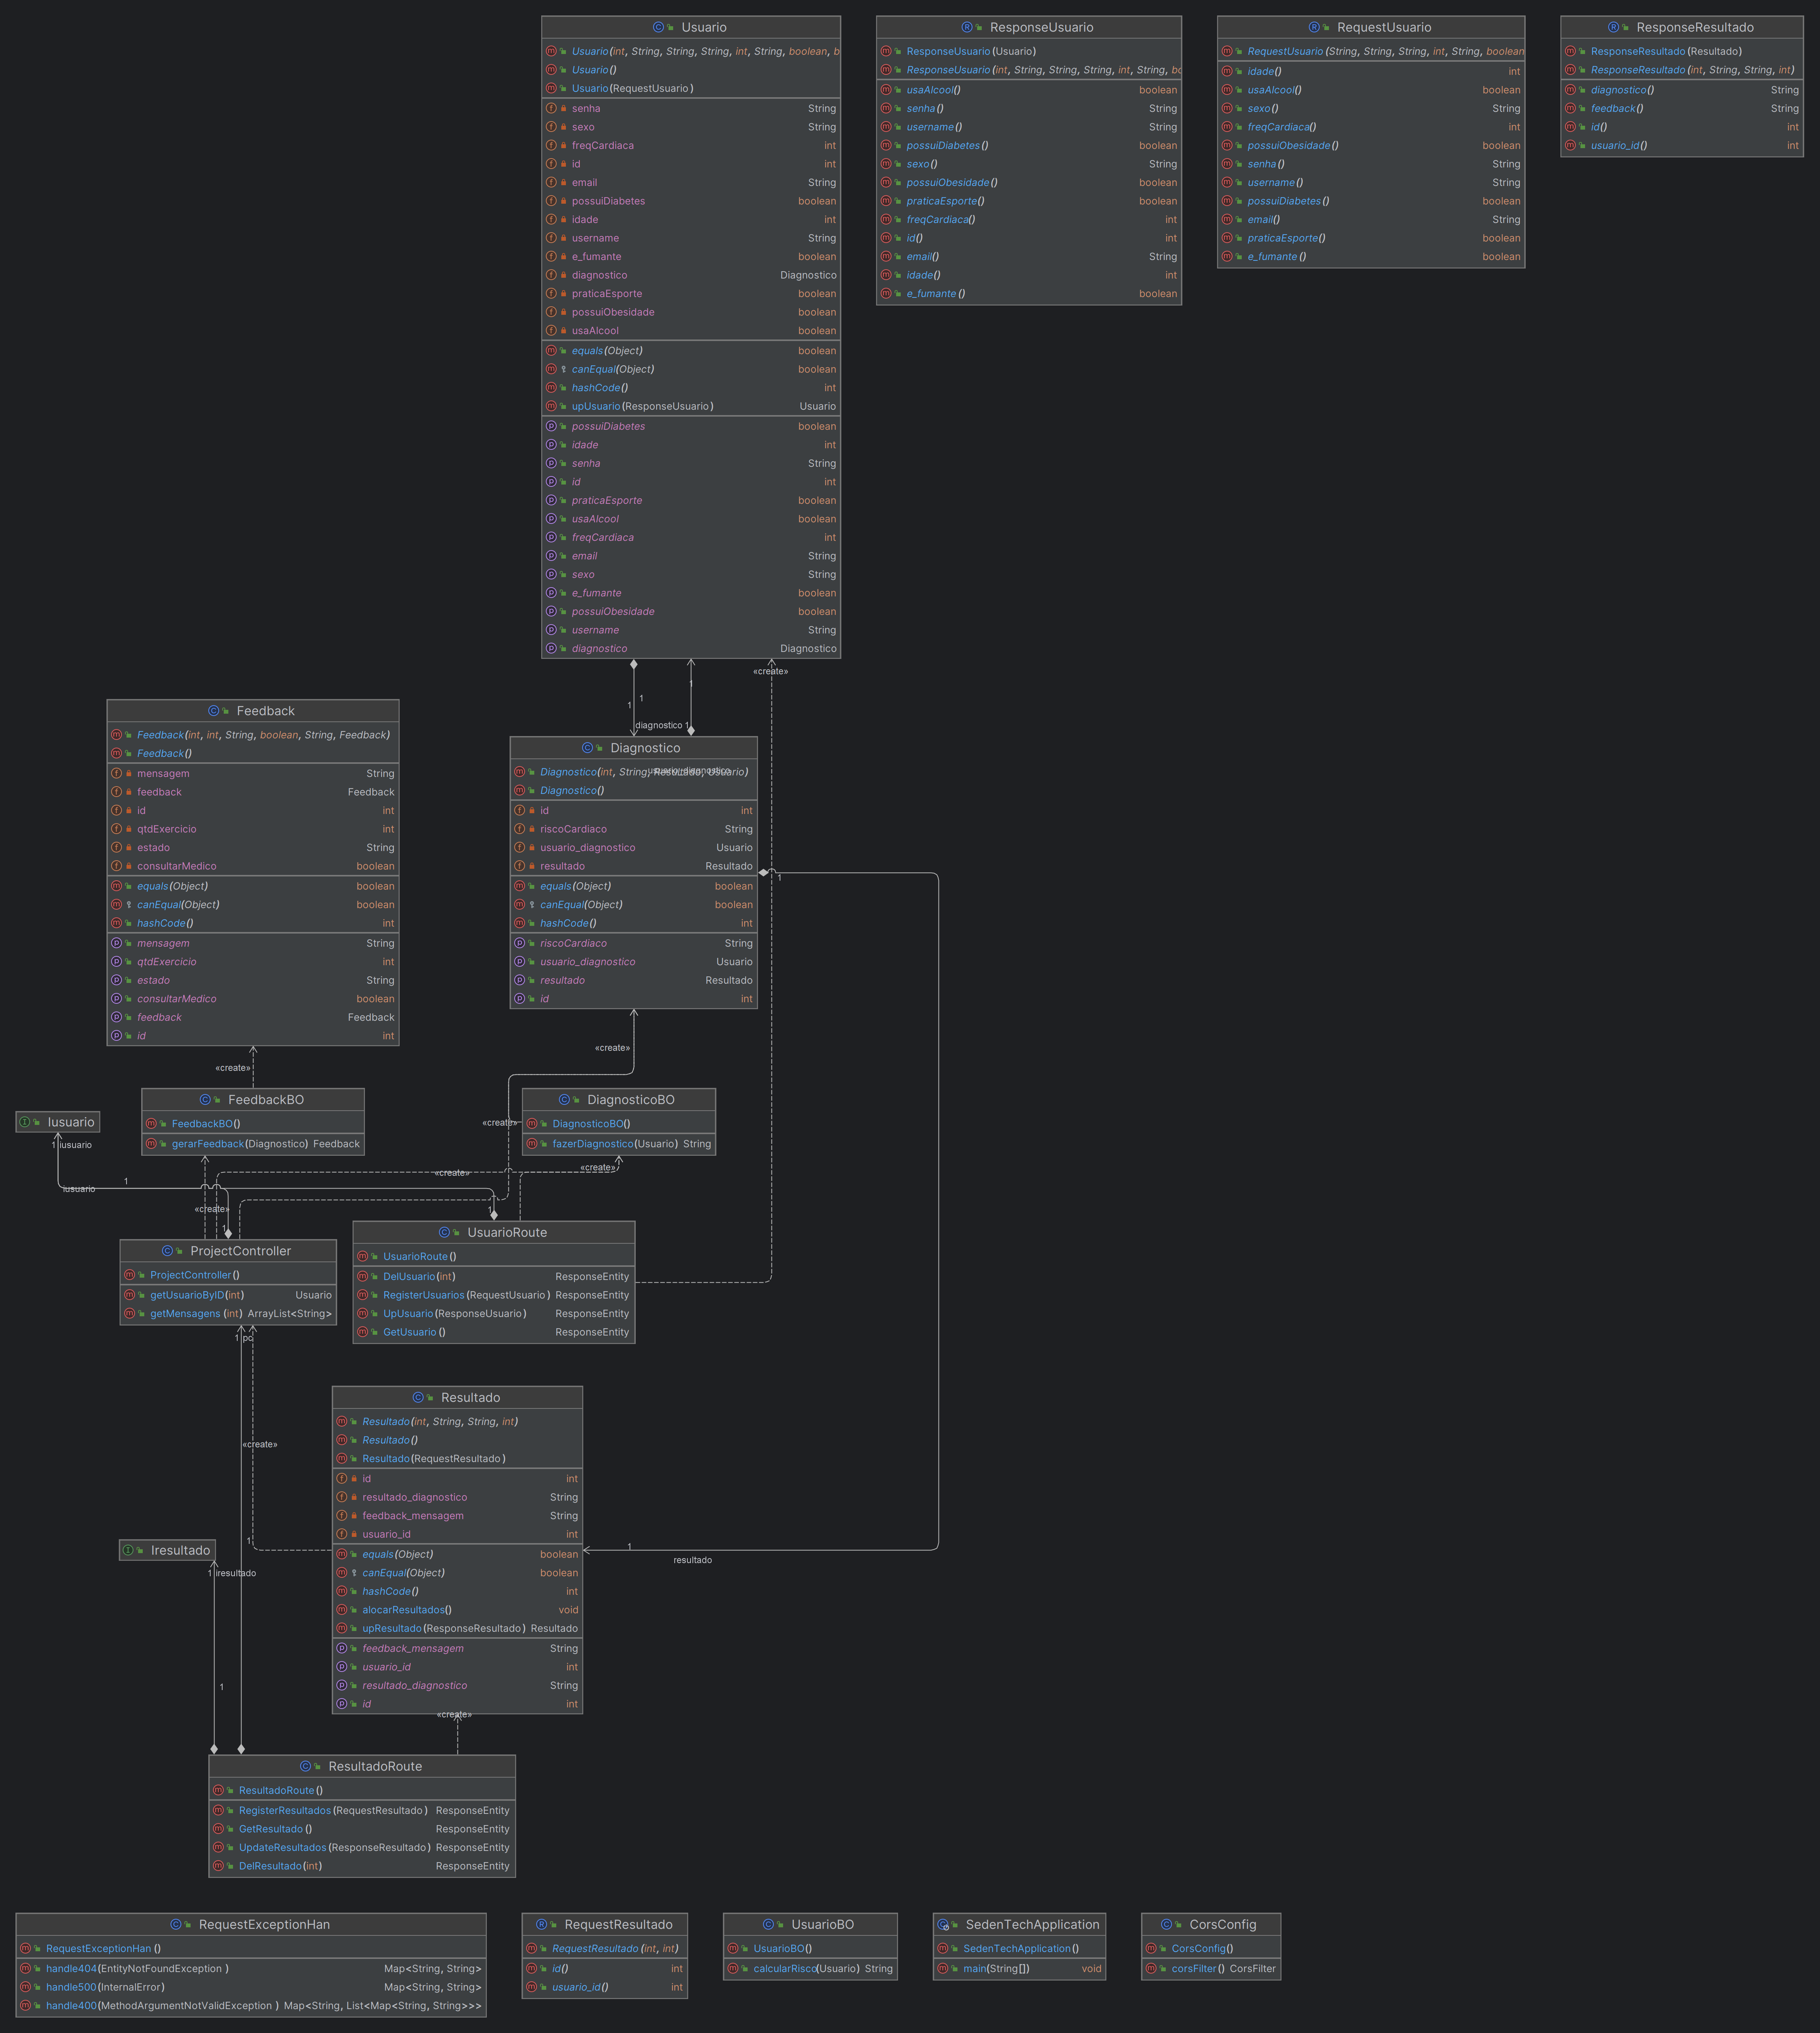 Usuario
Usuario(int, String, String, String, int, String, boolean, b
Usuario()
Usuario(RequestUsuario)
senha String
sexo String
freqCardiaca int
id int
email String
possuiDiabetes boolean
idade int
username String
e_fumante boolean
diagnostico Diagnostico
praticaEsporte boolean
possuiObesidade boolean
usaAlcool boolean
equals(Object) boolean
canEqual(Object) boolean
hashCode() int
upUsuario(ResponseUsuario) Usuario
possuiDiabetes boolean
idade int
senha String
id int
praticaEsporte boolean
usaAlcool boolean
freqCardiaca int
email String
sexo String
e_fumante boolean
possuiObesidade boolean
username String
diagnostico Diagnostico
ResponseUsuario
ResponseUsuario(Usuario)
ResponseUsuario(int, String, String, String, int, String, bo
usaAlcool() boolean
senha() String
username() String
possuiDiabetes() boolean
sexo() String
possuiObesidade() boolean
praticaEsporte() boolean
freqCardiaca() int
id() int
email() String
idade() int
e_fumante() boolean
RequestUsuario
RequestUsuario(String, String, String, int, String, boolean
idade() int
usaAlcool() boolean
sexo() String
freqCardiaca() int
possuiObesidade() boolean
senha() String
username() String
possuiDiabetes() boolean
email() String
praticaEsporte() boolean
e_fumante() boolean
ResponseResultado
ResponseResultado(Resultado)
ResponseResultado(int, String, String, int)
diagnostico() String
feedback() String
id() int
usuario_id() int
«create»
1
1
1
diagnostico 1
Feedback
Feedback(int, int, String, boolean, String, Feedback)
Feedback()
mensagem String
feedback Feedback
id int
qtdExercicio int
estado String
consultarMedico boolean
equals(Object) boolean
canEqual(Object) boolean
hashCode() int
mensagem String
qtdExercicio int
estado String
consultarMedico boolean
feedback Feedback
id int
Diagnostico
Diagnostico(int, String, Resultado, Usuario)
usuario_diagnostico
Diagnostico()
id int
riscoCardiaco String
usuario_diagnostico Usuario
resultado Resultado
equals(Object) boolean
canEqual(Object) boolean
hashCode() int
riscoCardiaco String
usuario_diagnostico Usuario
resultado Resultado
id int
1
«create»
«create»
FeedbackBO
FeedbackBO()
gerarFeedback(Diagnostico) Feedback
DiagnosticoBO
DiagnosticoBO()
fazerDiagnostico(Usuario) String
«create»
Iusuario
1 iusuario
iusuario
1
«create»
«create»
«create»
1
1
ProjectController
ProjectController()
getUsuarioByID(int) Usuario
getMensagens(int) ArrayList<String>
UsuarioRoute
UsuarioRoute()
DelUsuario(int) ResponseEntity
RegisterUsuarios(RequestUsuario) ResponseEntity
UpUsuario(ResponseUsuario) ResponseEntity
GetUsuario() ResponseEntity
1 pc
«create»
1
Resultado
Resultado(int, String, String, int)
Resultado()
Resultado(RequestResultado)
id int
resultado_diagnostico String
feedback_mensagem String
usuario_id int
equals(Object) boolean
canEqual(Object) boolean
hashCode() int
alocarResultados() void
upResultado(ResponseResultado) Resultado
feedback_mensagem String
usuario_id int
resultado_diagnostico String
id int
1
resultado
Iresultado
1 iresultado
1
«create»
ResultadoRoute
ResultadoRoute()
RegisterResultados(RequestResultado) ResponseEntity
GetResultado() ResponseEntity
UpdateResultados(ResponseResultado) ResponseEntity
DelResultado(int) ResponseEntity
RequestExceptionHan
RequestExceptionHan()
handle404(EntityNotFoundException) Map<String, String>
handle500(InternalError) Map<String, String>
handle400(MethodArgumentNotValidException) Map<String, List<Map<String, String>>>
RequestResultado
RequestResultado(int, int)
id() int
usuario_id() int
UsuarioBO
UsuarioBO()
calcularRisco(Usuario) String
SedenTechApplication
SedenTechApplication()
main(String[]) void
CorsConfig
CorsConfig()
corsFilter() CorsFilter